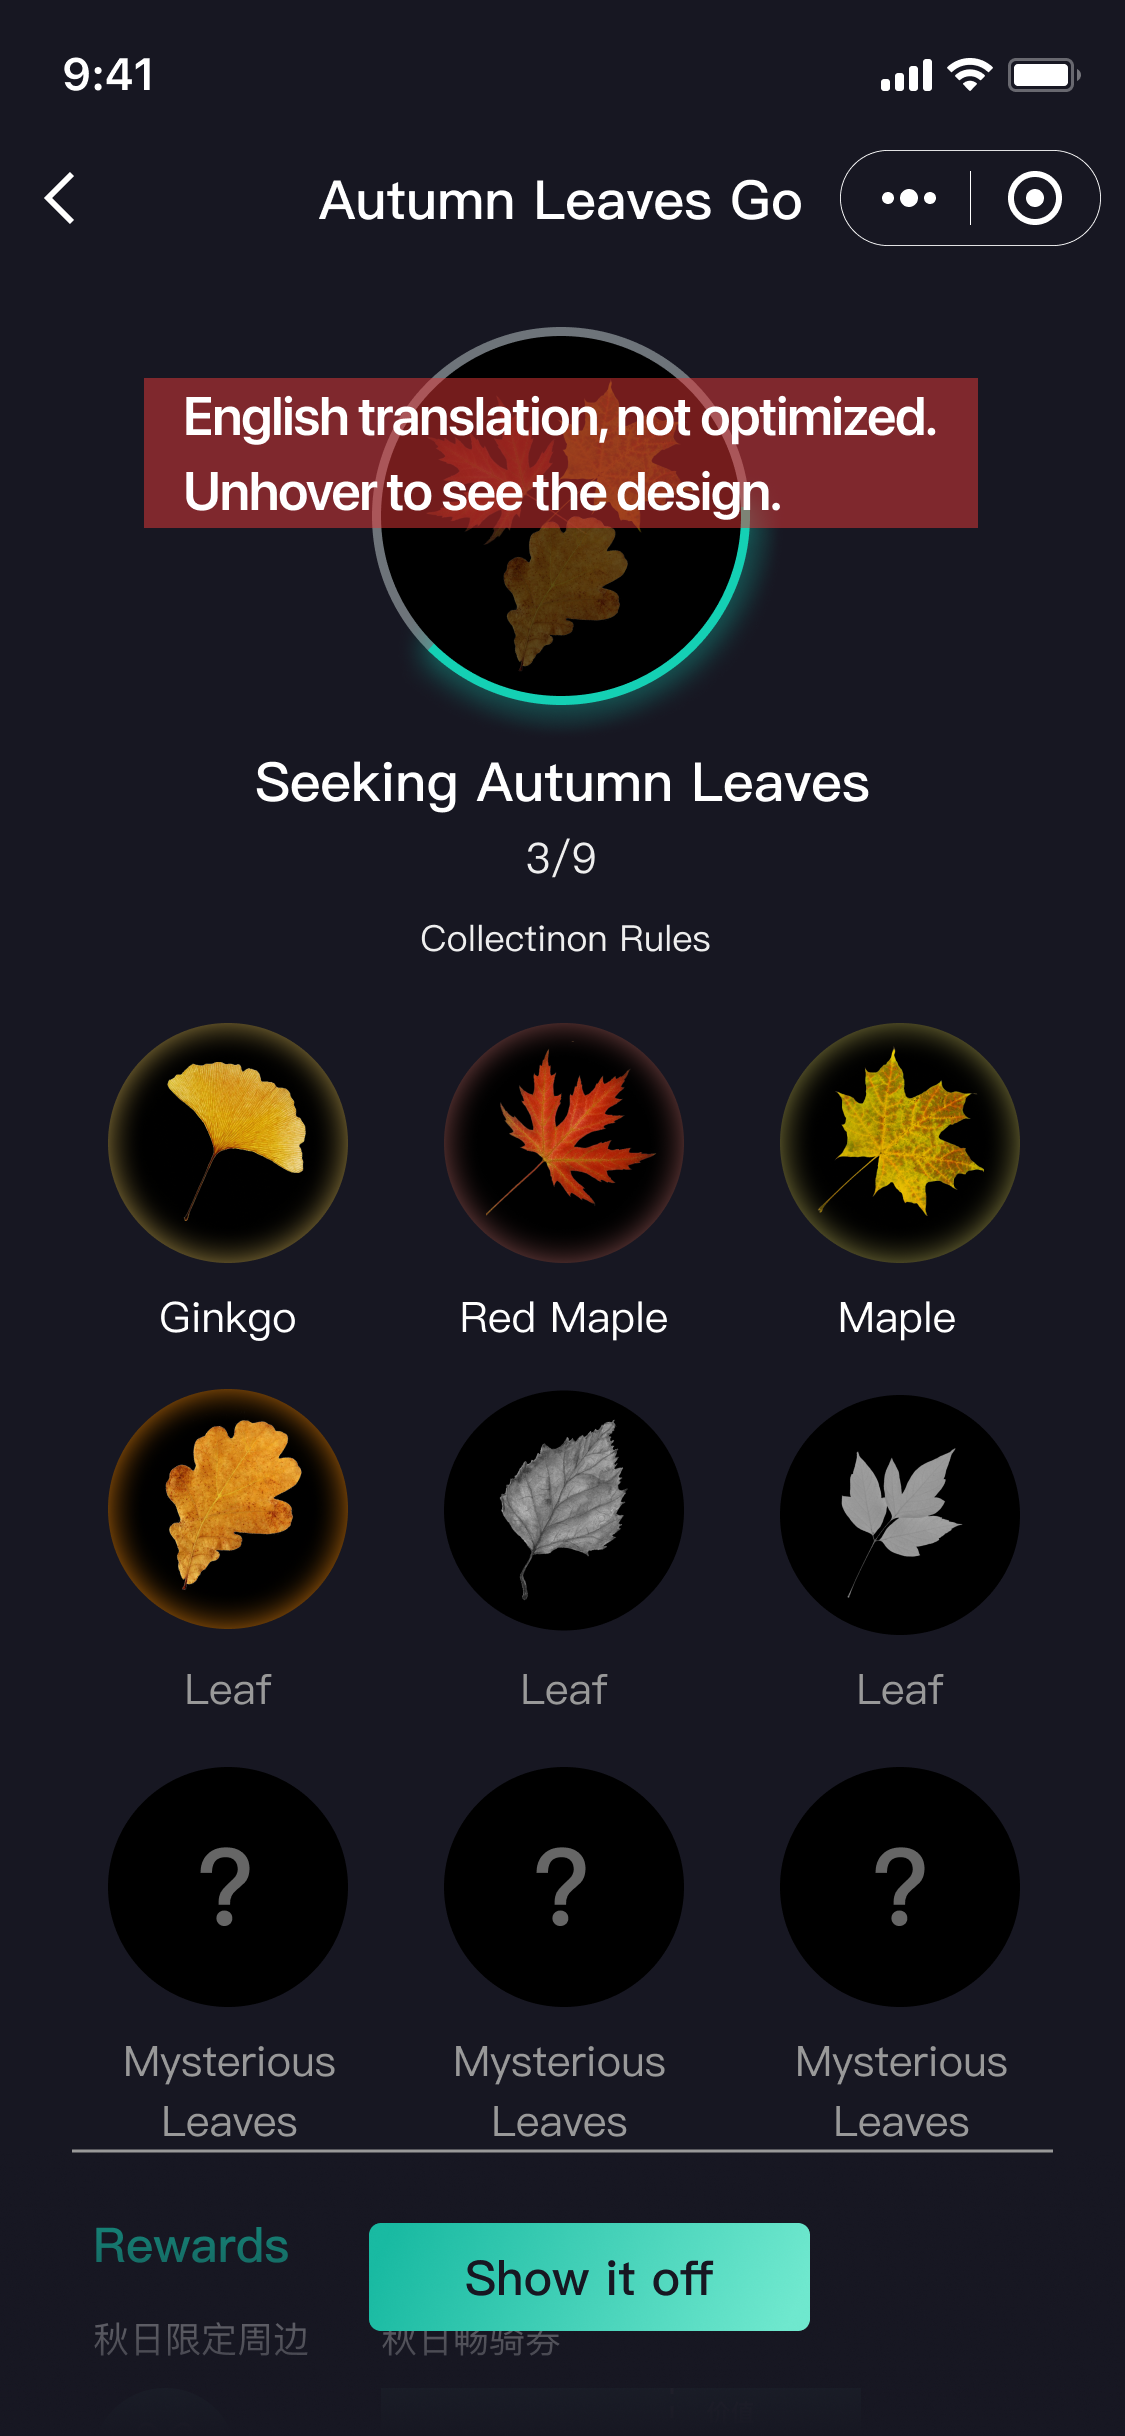 9:41
Autumn Leaves Go
English translation, not optimized.
Unhover to see the design.
Seeking Autumn Leaves
3/9
Collectinon Rules
Ginkgo
Red Maple
Maple
Leaf
Leaf
Leaf
?
?
?
Mysterious
Leaves
Mysterious
Leaves
Mysterious
Leaves
Rewards
Show it off
秋日限定周边
秋日畅骑券